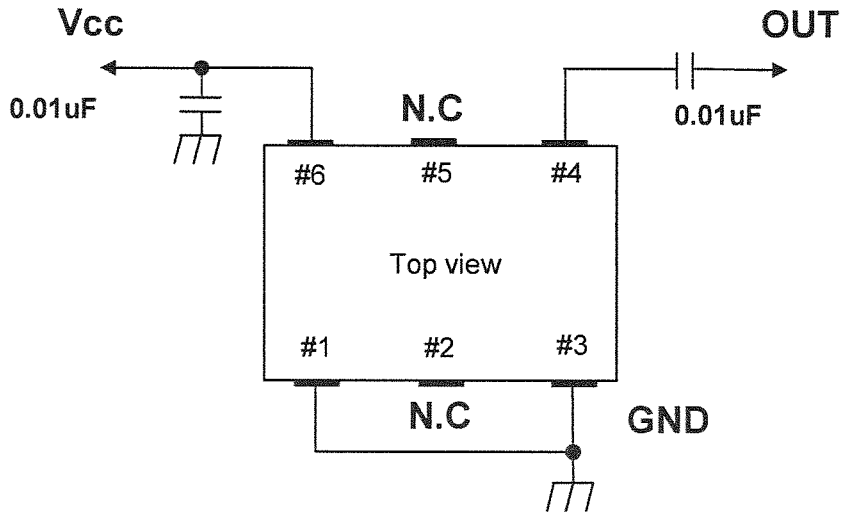 Vcc
OUT
0.01uF
N.C
0.01uF
#6
#5
#4
Top view
#1
#2
#3
N.C
GND